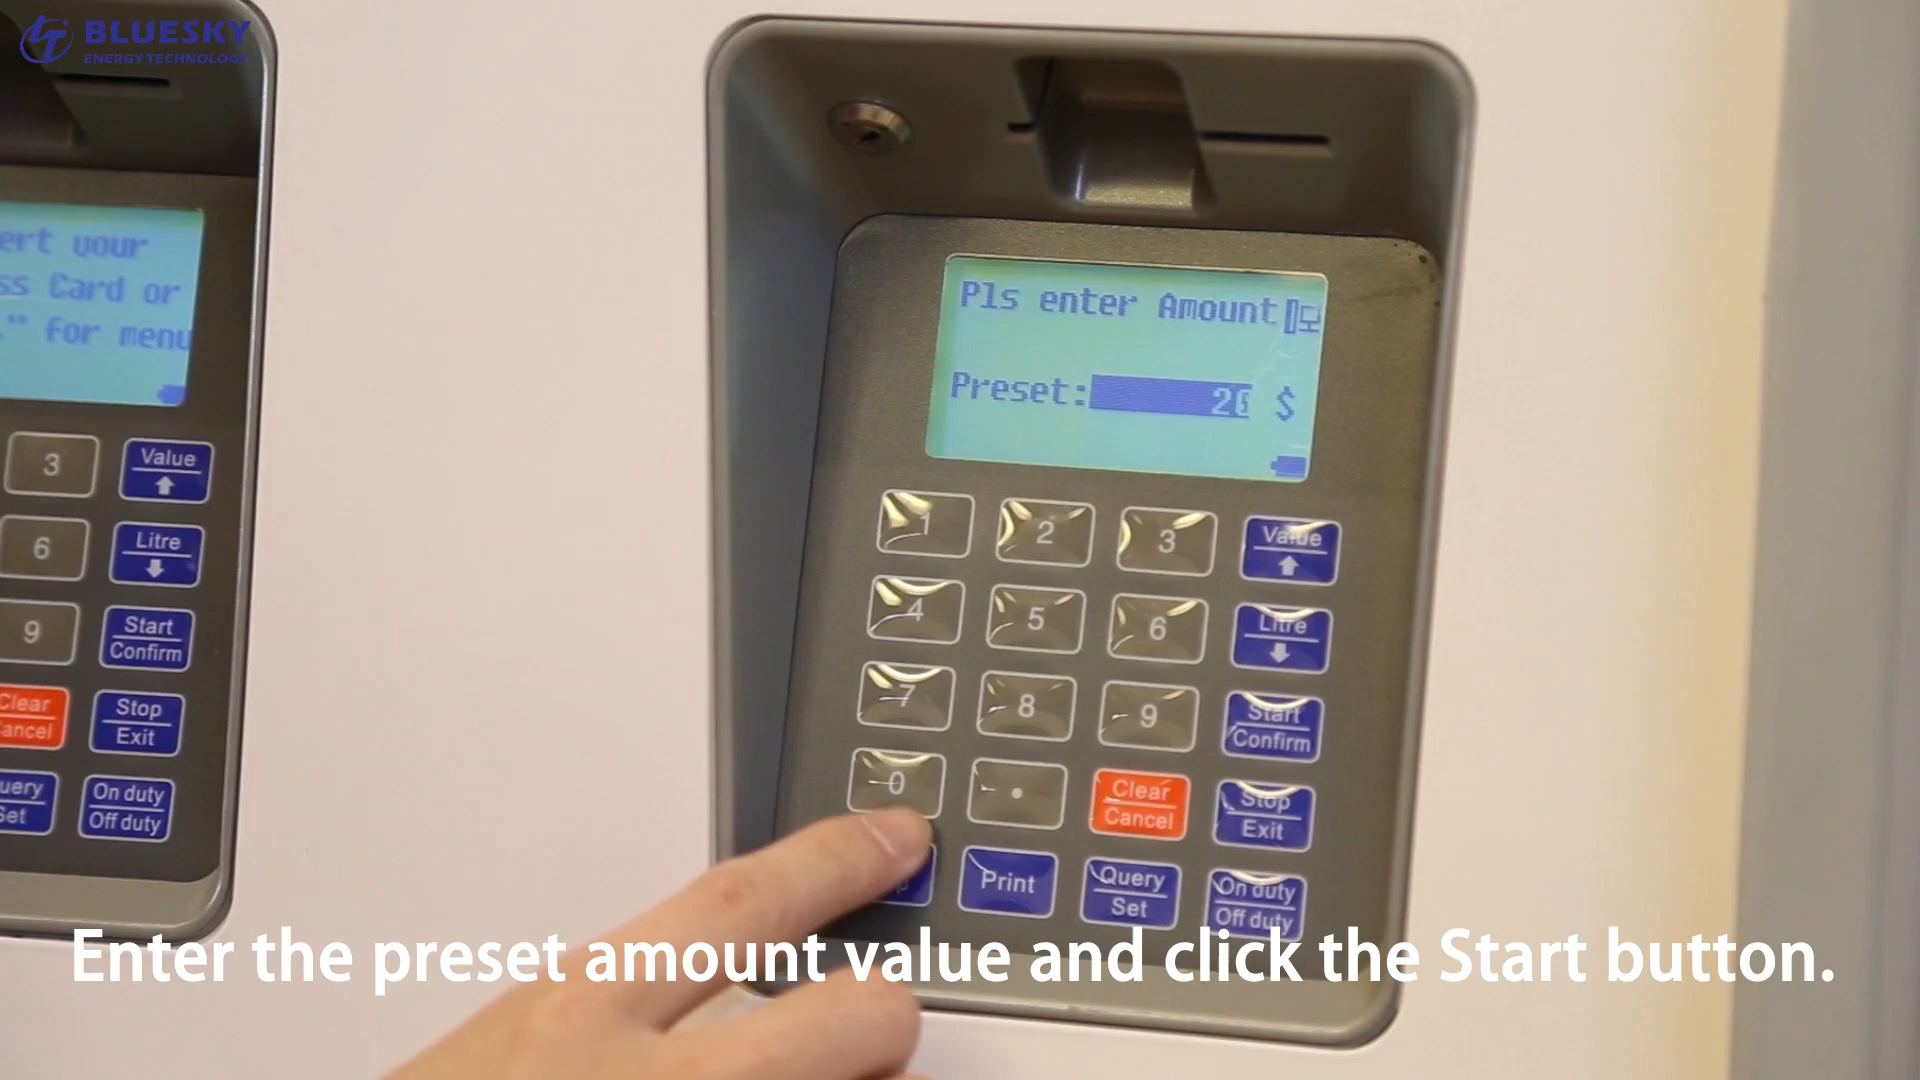 BLUESKY
ENERGY TECHNOLOGY
ert your
ss Card or
." for menu
3
Value
6
Litre
9
Start
Confirm
Clear
Cancel
Stop
Exit
Query
Set
On duty
Off duty
Pls enter Amount
Preset: $
1
2
3
Value
4
5
6
Litre
7
8
9
Start
Confirm
0
.
Clear
Cancel
Stop
Exit
Print
Query
Set
On duty
Off duty
Enter the preset amount value and click the Start button.